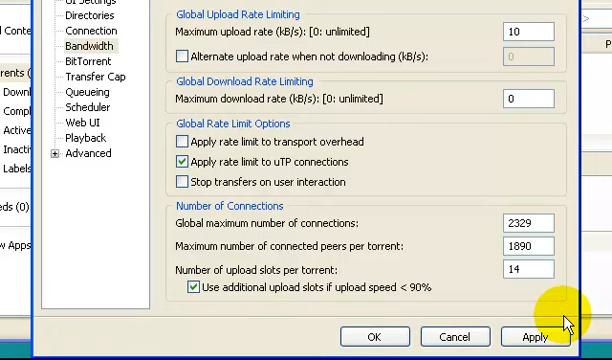 UI Settings
Directories
Connection
Bandwidth
BitTorrent
Transfer Cap
Queueing
Scheduler
Web UI
Playback
Advanced
Global Upload Rate Limiting
Maximum upload rate (kB/s): [0: unlimited] 10
Alternate upload rate when not downloading (kB/s): 0
Global Download Rate Limiting
Maximum download rate (kB/s): [0: unlimited] 0
Global Rate Limit Options
Apply rate limit to transport overhead
Apply rate limit to uTP connections
Stop transfers on user interaction
Number of Connections
Global maximum number of connections: 2329
Maximum number of connected peers per torrent: 1890
Number of upload slots per torrent: 14
Use additional upload slots if upload speed < 90%
OK Cancel Apply